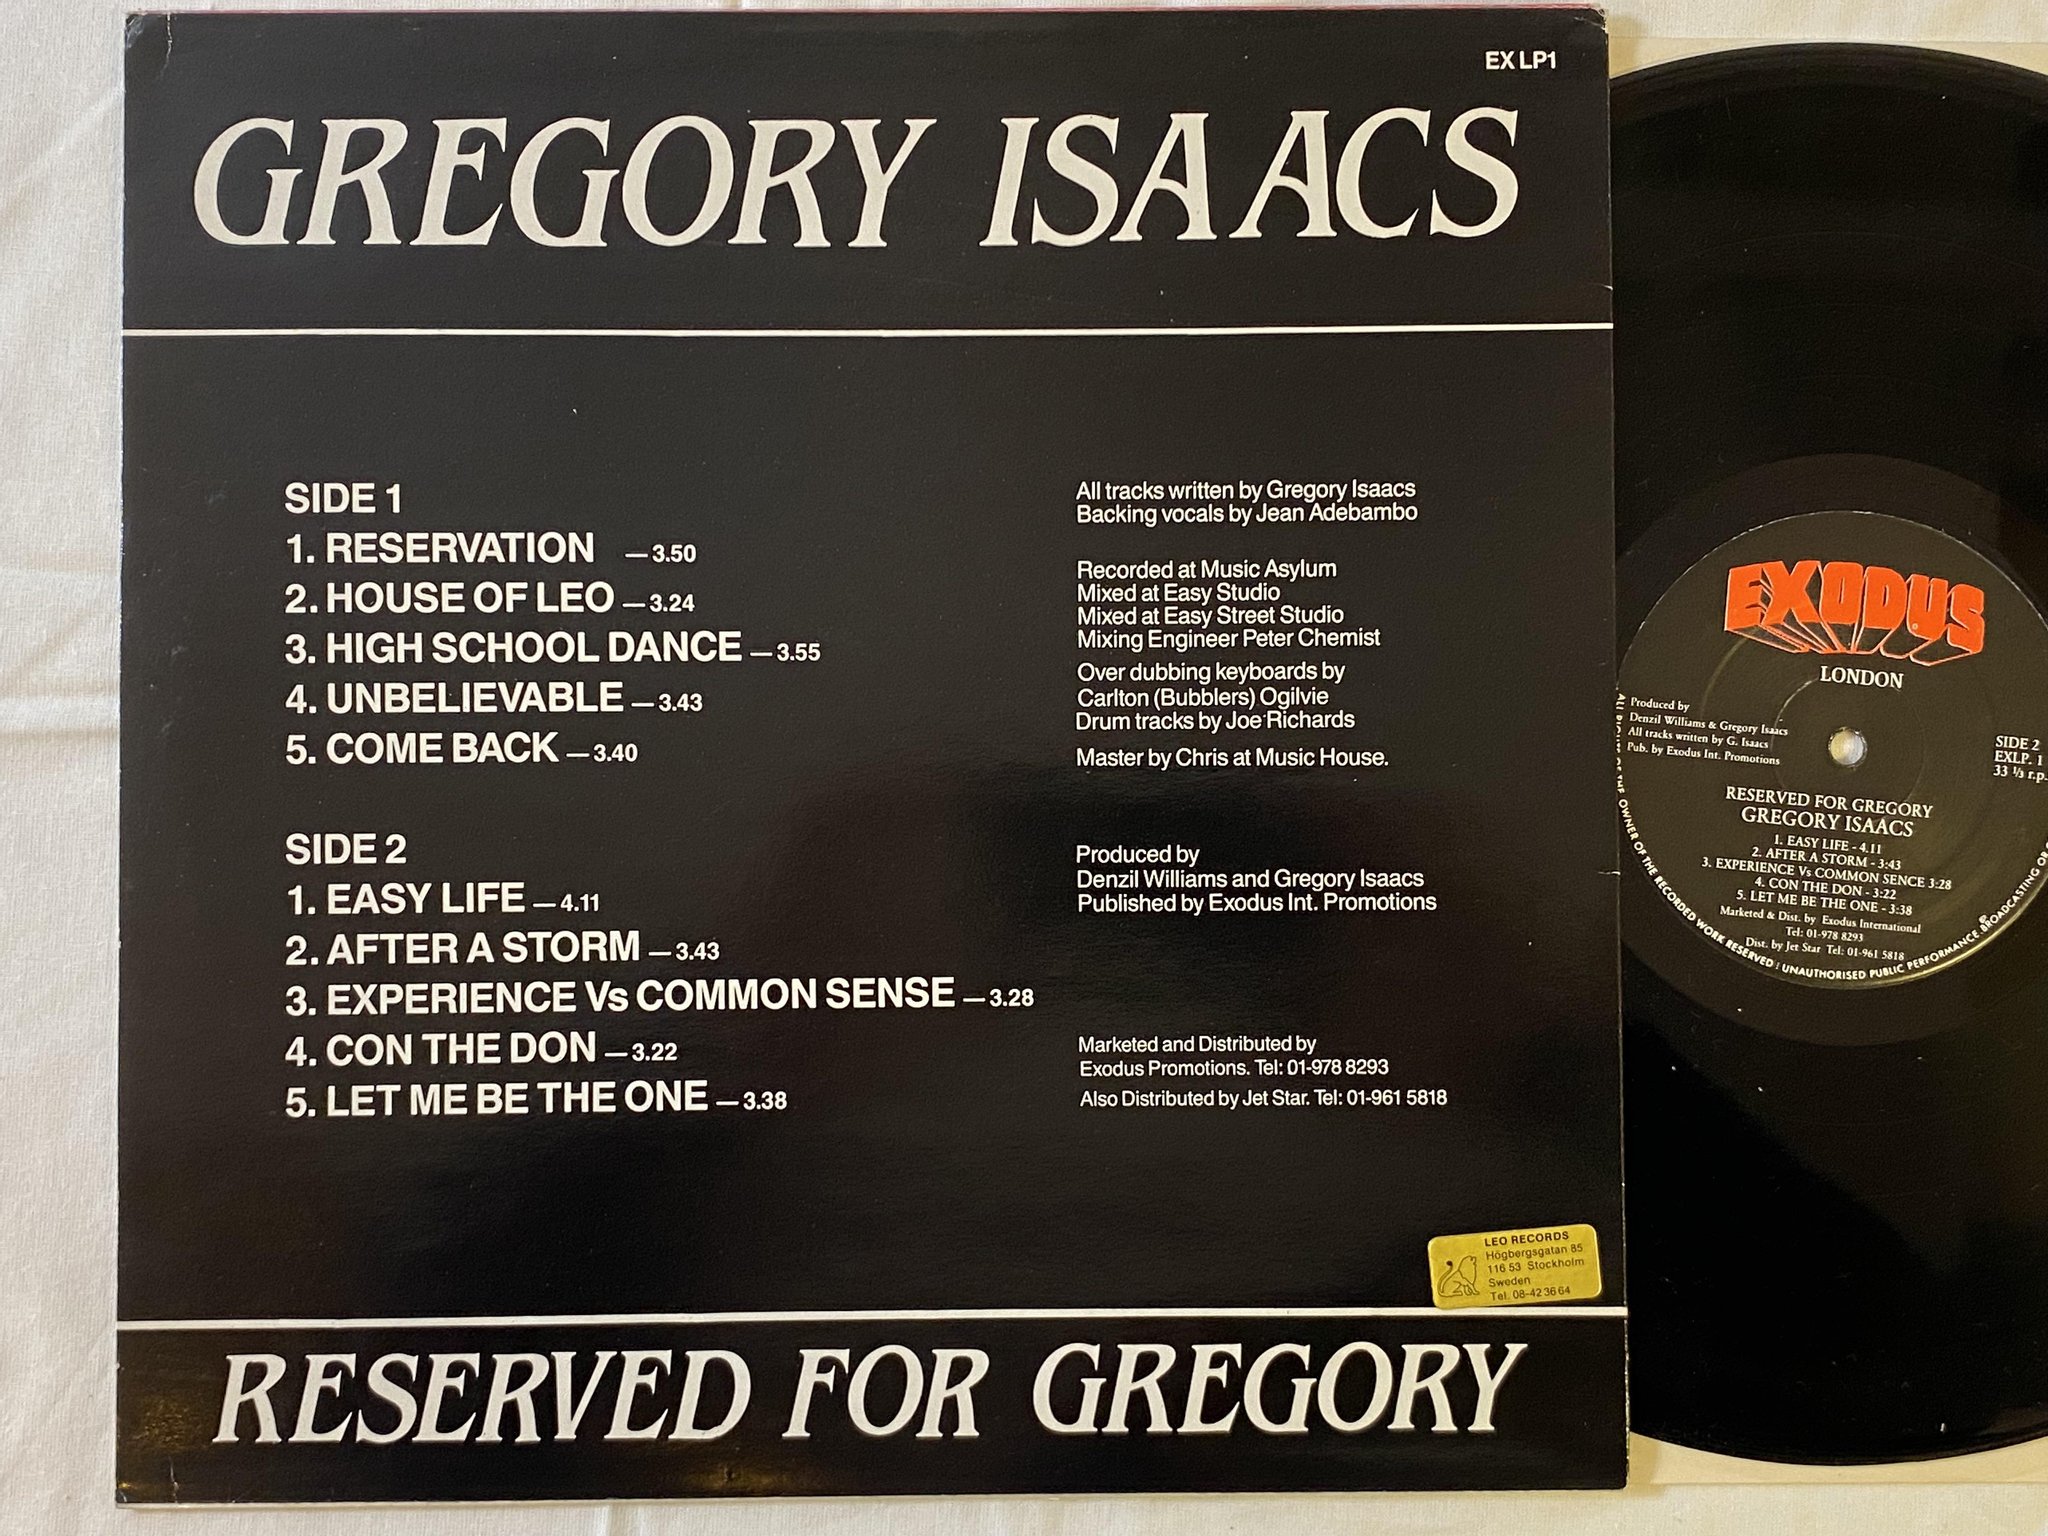 EX LP1
GREGORY ISAACS
SIDE 1
1. RESERVATION — 3.50
2. HOUSE OF LEO — 3.24
3. HIGH SCHOOL DANCE — 3.55
4. UNBELIEVABLE — 3.43
5. COME BACK — 3.40
SIDE 2
1. EASY LIFE — 4.11
2. AFTER A STORM — 3.43
3. EXPERIENCE Vs COMMON SENSE — 3.28
4. CON THE DON — 3.22
5. LET ME BE THE ONE — 3.38
All tracks written by Gregory Isaacs
Backing vocals by Jean Adebambo
Recorded at Music Asylum
Mixed at Easy Studio
Mixed at Easy Street Studio
Mixing Engineer Peter Chemist
Over dubbing keyboards by
Carlton (Bubblers) Ogilvie
Drum tracks by Joe Richards
Master by Chris at Music House.
Produced by
Denzil Williams and Gregory Isaacs
Published by Exodus Int. Promotions
Marketed and Distributed by
Exodus Promotions. Tel: 01-978 8293
Also Distributed by Jet Star. Tel: 01-961 5818
LEO RECORDS
Högbergsgatan 85
116 53 Stockholm
Sweden
Tel. 08-42 36 64
RESERVED FOR GREGORY
EXODUS
LONDON
Produced by
Denzil Williams & Gregory Isaacs
All tracks written by G. Isaacs
Pub. by Exodus Int. Promotions
SIDE 2
EXLP. 1
33 ⅓ r.p.
RESERVED FOR GREGORY
GREGORY ISAACS
1. EASY LIFE - 4.11
2. AFTER A STORM - 3:43
3. EXPERIENCE Vs COMMON SENCE 3:28
4. CON THE DON - 3:22
5. LET ME BE THE ONE - 3:38
Marketed & Dist. by Exodus International
Tel: 01-978 8293
Dist. by Jet Star Tel: 01-961 5818
OWNER OF THE RECORDED WORK RESERVED : UNAUTHORISED PUBLIC PERFORMANCE BROADCASTING OR